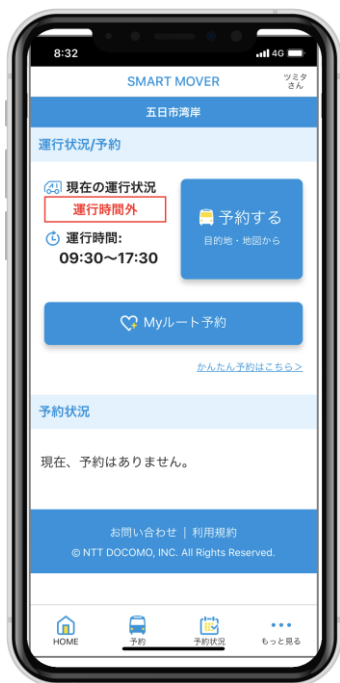 8:32
4G
SMART MOVER
ツミタ
さん
五日市湾岸
運行状況/予約
現在の運行状況
運行時間外
運行時間:
09:30〜17:30
予約する
目的地・地図から
Myルート予約
かんたん予約はこちら＞
予約状況
現在、予約はありません。
お問い合わせ | 利用規約
© NTT DOCOMO, INC. All Rights Reserved.
HOME
予約
予約状況
もっと見る